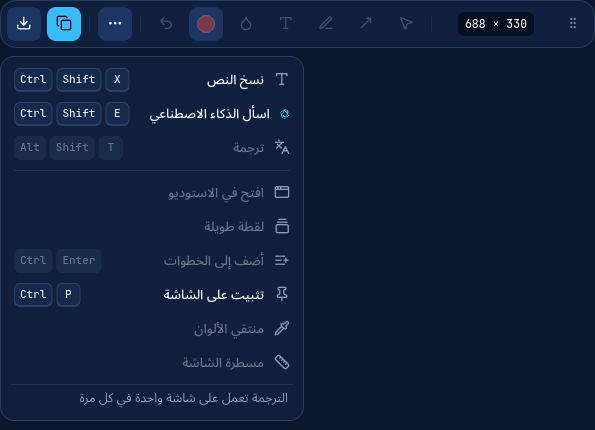 688 × 330
نسخ النص Ctrl Shift X
اسأل الذكاء الاصطناعي Ctrl Shift E
ترجمة Alt Shift T
افتح في الاستوديو
لقطة طويلة
أضف إلى الخطوات Ctrl Enter
تثبيت على الشاشة Ctrl P
منتقي الألوان
مسطرة الشاشة
الترجمة تعمل على شاشة واحدة في كل مرة